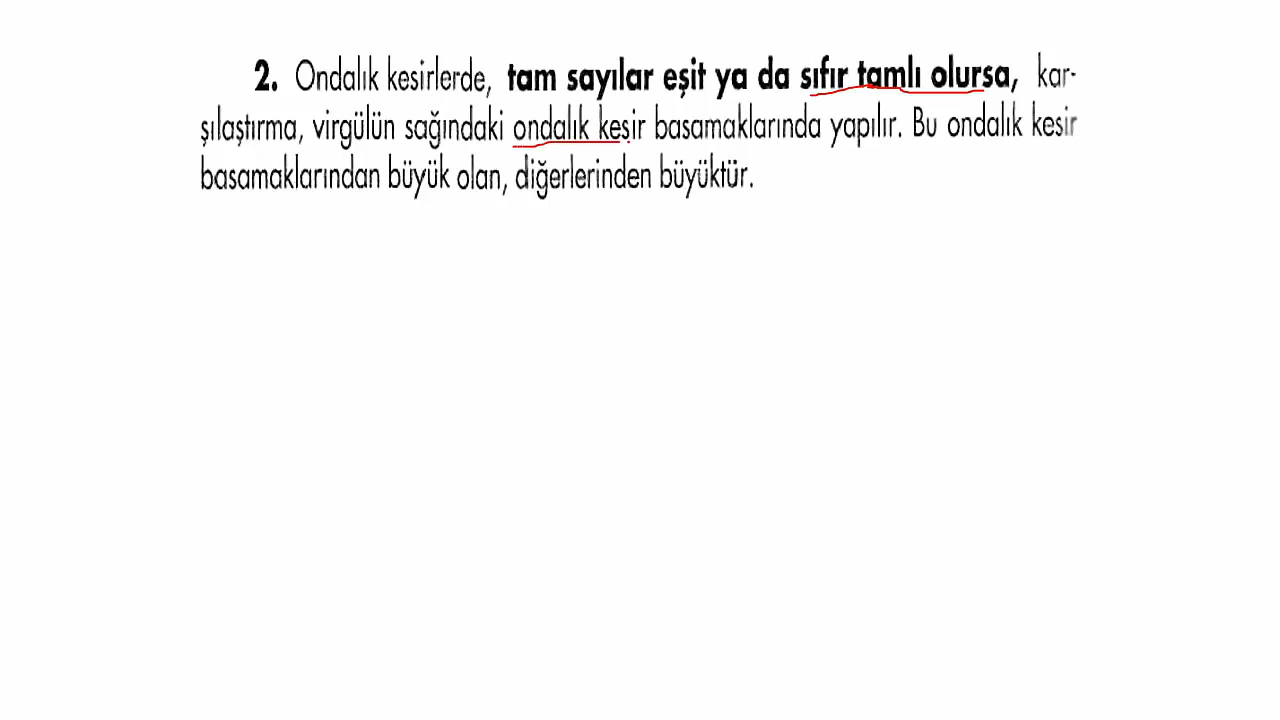 2. Ondalık kesirlerde, tam sayılar eşit ya da sıfır tamlı olursa, kar-
şılaştırma, virgülün sağındaki ondalık kesir basamaklarında yapılır. Bu ondalık kesir
basamaklarından büyük olan, diğerlerinden büyüktür.